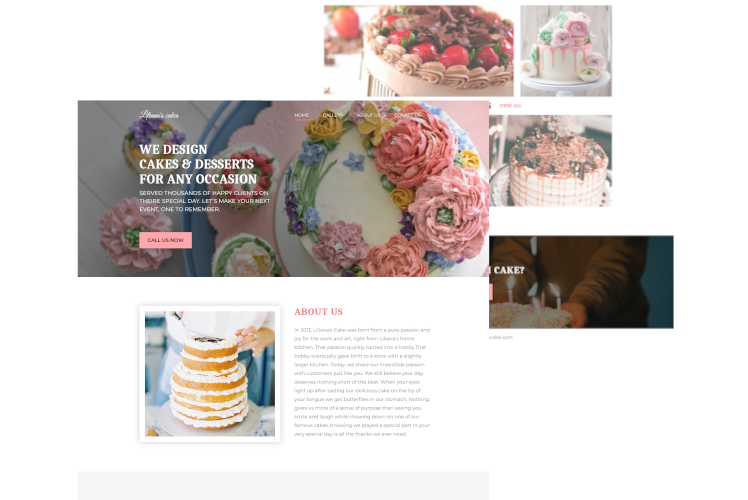 Liliana's cakes
HOME
GALLERY
ABOUT US
CONTACT US
WE DESIGN
CAKES & DESSERTS
FOR ANY OCCASION
SERVED THOUSANDS OF HAPPY CLIENTS ON
THEIRE SPECIAL DAY. LET'S MAKE YOUR NEXT
EVENT, ONE TO REMEMBER.
CALL US NOW
VIEW ALL
CAKE?
cake.com
ABOUT US
In 2013, Liliana's Cake was born from a pure passion and
joy for the work and art, right from Liliana's home
kitchen. That passion quickly turned into a hobby.That
hobby eventually gave birth to a store with a slightly
larger kitchen. Today, we share our irresistible passion
with customers just like you. We still believe your day
deserves nothing short of the best. When your eyes
light up after tasting our delicious cake on the tip of
your tongue we get butterflies in our stomach. Nothing
gives us more of a sense of purpose than seeing you
smile and laugh while chowing down on one of our
famous cakes. Knowing we played a special part in your
very special day is all the thanks we ever need.